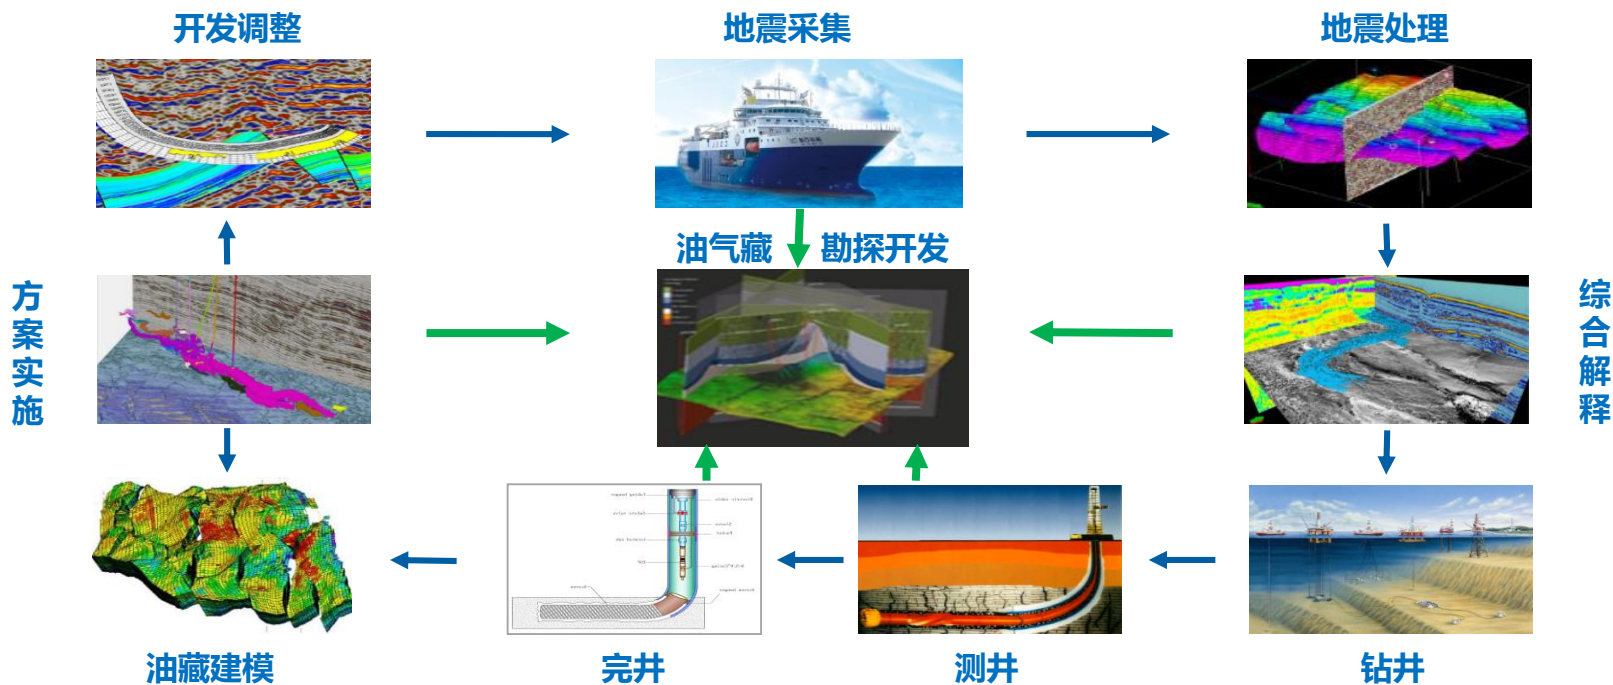 开发调整
地震采集
地震处理
油气藏 勘探开发
方案实施
综合解释
油藏建模
完井
测井
钻井